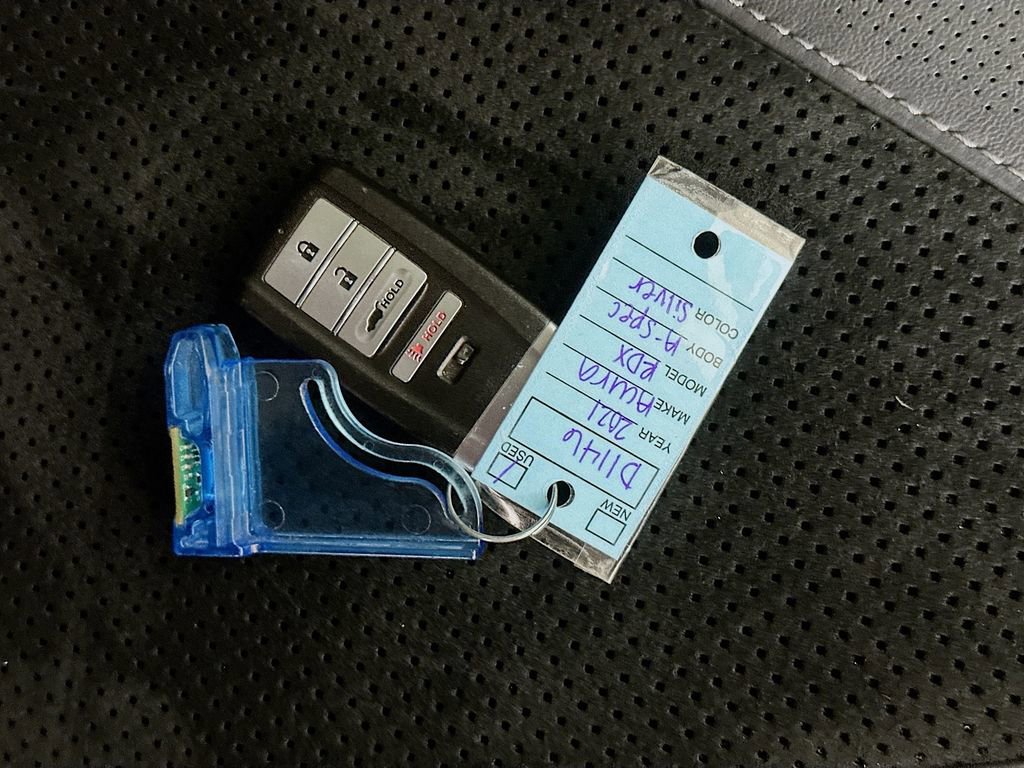 HOLD
HOLD
NEW USED
D1146
YEAR 2021
MAKE Acura
MODEL RDX
BODY A-spec
COLOR Silver